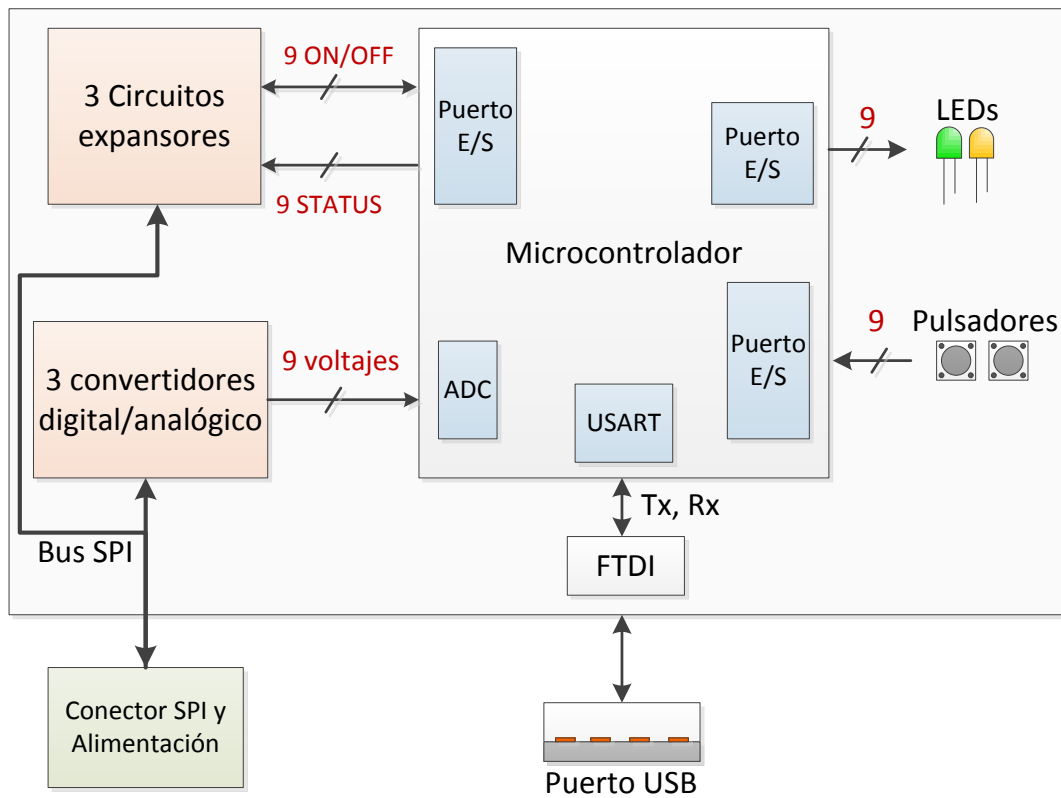 3 Circuitos
expansores
9 ON/OFF
9 STATUS
Puerto
E/S
Puerto
E/S
9
LEDs
Microcontrolador
3 convertidores
digital/analógico
9 voltajes
ADC
USART
Puerto
E/S
9
Pulsadores
Bus SPI
Tx, Rx
FTDI
Conector SPI y
Alimentación
Puerto USB